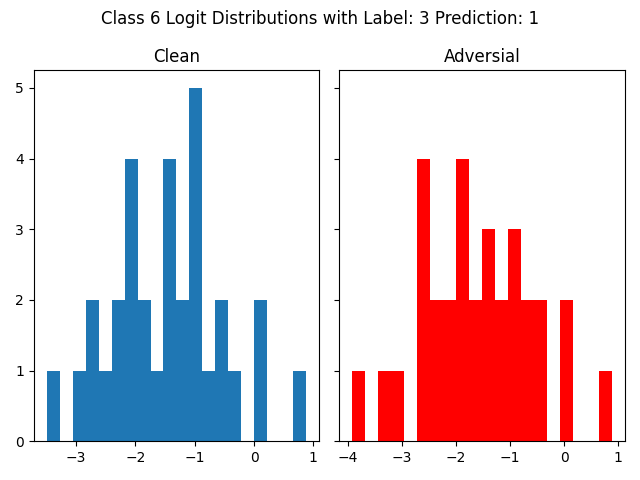 Class 6 Logit Distributions with Label: 3 Prediction: 1
Clean
Adversial
5
4
3
2
1
0
−3 −2 −1 0 1
−4 −3 −2 −1 0 1